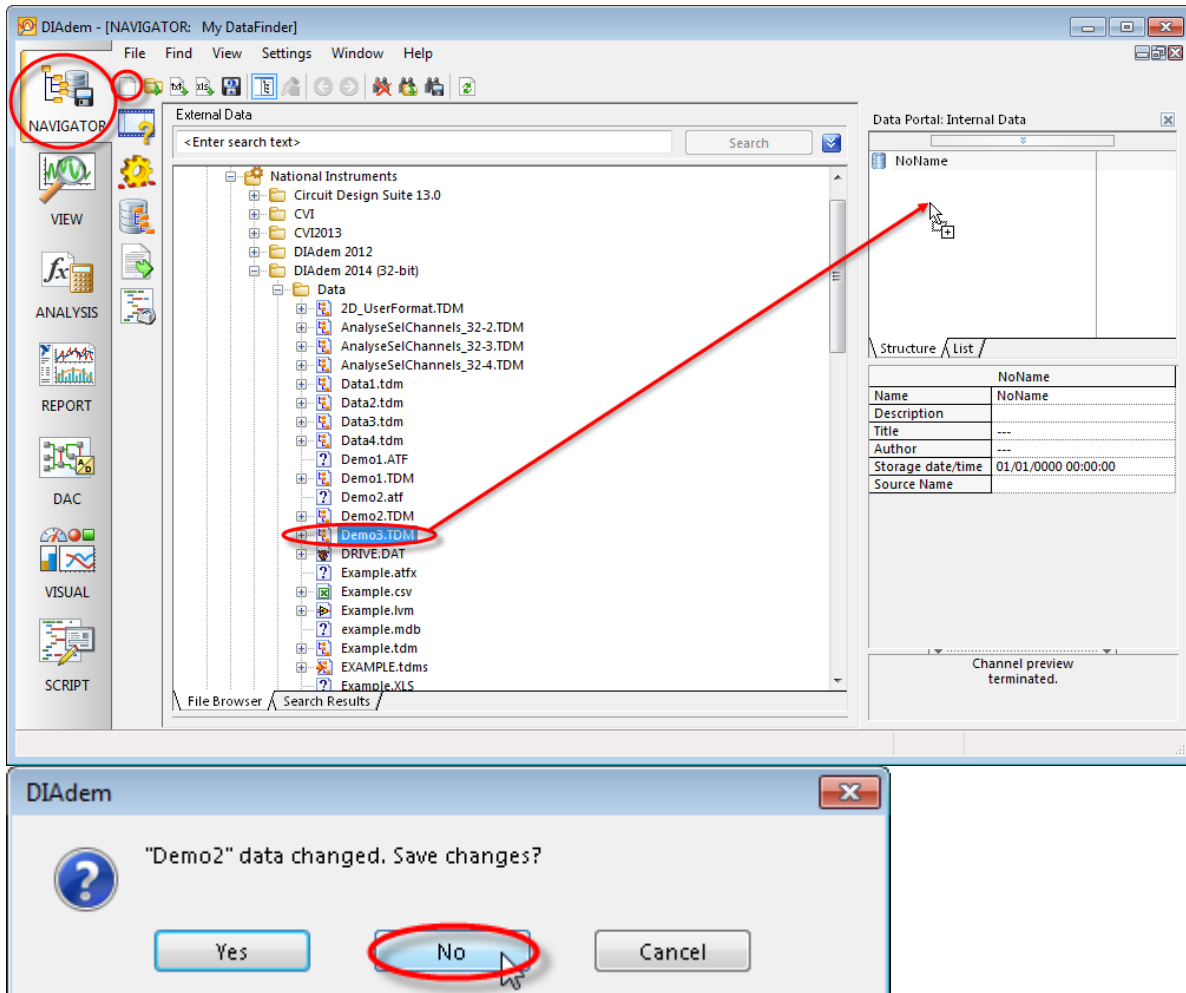 DIAdem - [NAVIGATOR: My DataFinder]
File Find View Settings Window Help
NAVIGATOR
VIEW
ANALYSIS
REPORT
DAC
VISUAL
SCRIPT
External Data
<Enter search text>
Search
National Instruments
Circuit Design Suite 13.0
CVI
CVI2013
DIAdem 2012
DIAdem 2014 (32-bit)
Data
2D_UserFormat.TDM
AnalyseSelChannels_32-2.TDM
AnalyseSelChannels_32-3.TDM
AnalyseSelChannels_32-4.TDM
Data1.tdm
Data2.tdm
Data3.tdm
Data4.tdm
Demo1.ATF
Demo1.TDM
Demo2.atf
Demo2.TDM
Demo3.TDM
DRIVE.DAT
Example.atfx
Example.csv
Example.lvm
example.mdb
Example.tdm
EXAMPLE.tdms
Example.XLS
File Browser Search Results
Data Portal: Internal Data
NoName
Structure List
NoName
Name NoName
Description
Title ---
Author ---
Storage date/time 01/01/0000 00:00:00
Source Name
Channel preview
terminated.
DIAdem
"Demo2" data changed. Save changes?
Yes No Cancel